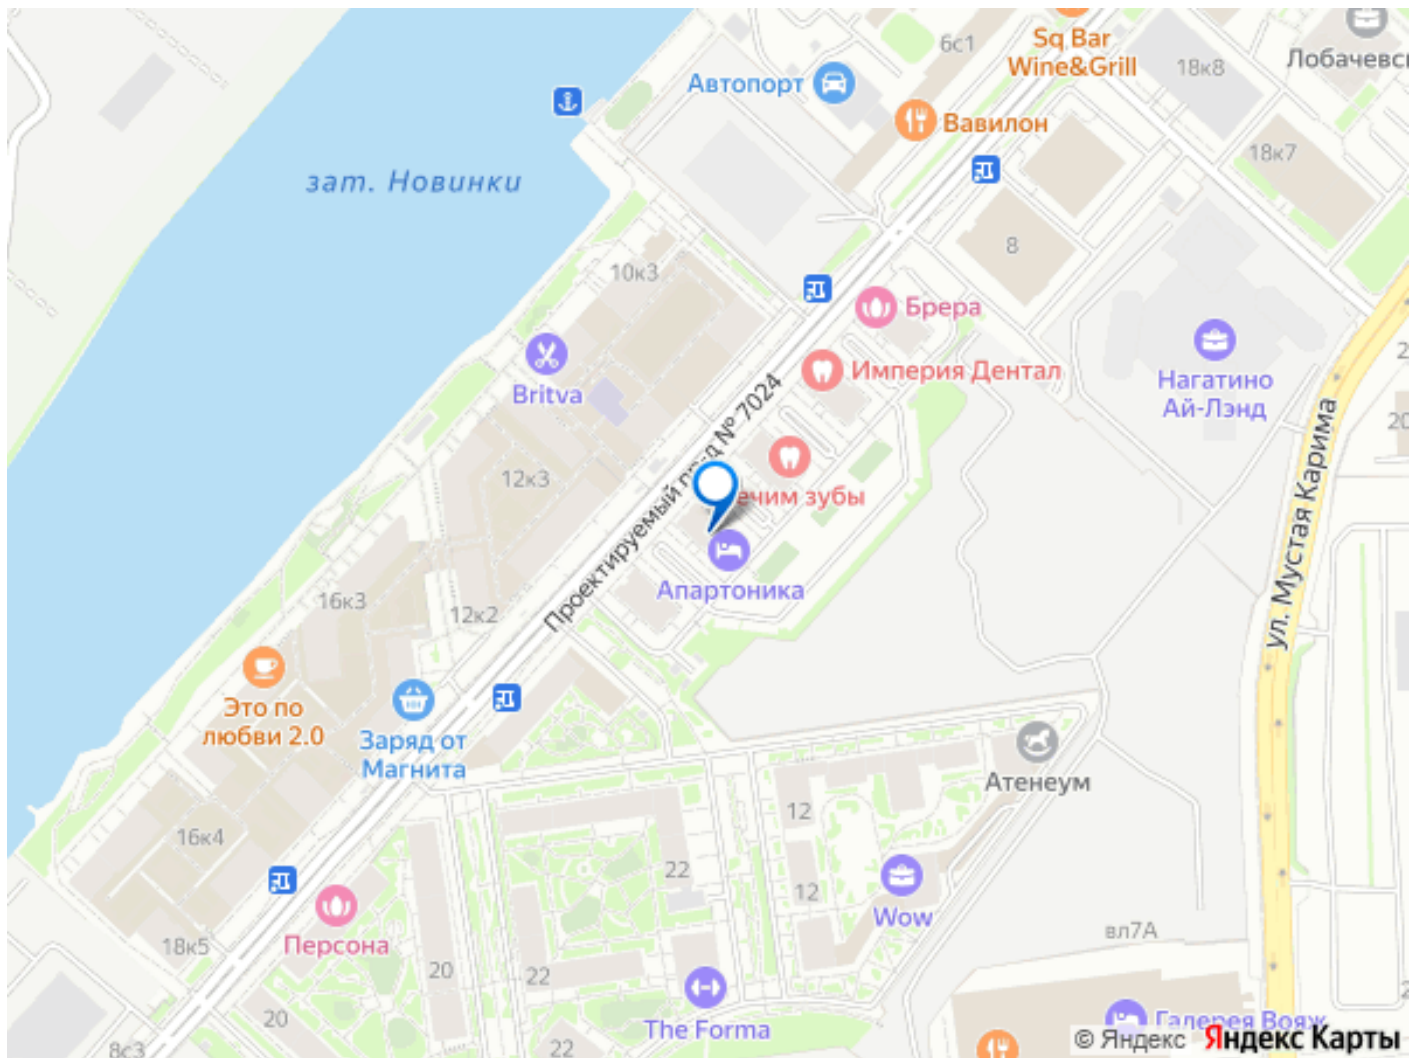 6с1
Sq Bar
Wine&Grill
18к8
Автопорт
Вавилон
18к7
зат. Новинки
8
10к3
Брера
Империя Дентал
Нагатино
Ай-Лэнд
Britva
Проектируемый пр-д № 7024
12к3
ечим зубы
ул. Мустая Карима
Апартоника
16к3
12к2
Это по
любви 2.0
Заряд от
Магнита
Атенеум
12
16к4
22
12
Wow
вл7А
18к5
Персона
20
22
The Forma
20
22
8с3
Галерея Вояж
© Яндекс Яндекс Карты